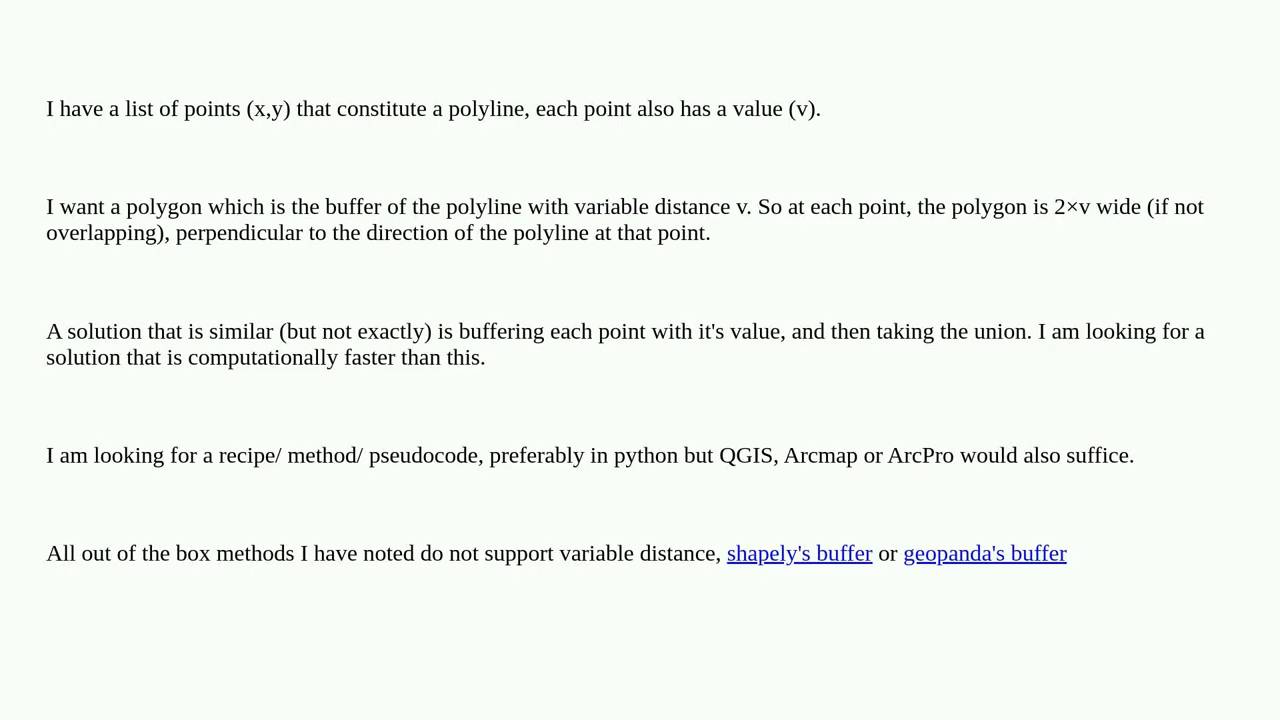 I have a list of points (x,y) that constitute a polyline, each point also has a value (v).
I want a polygon which is the buffer of the polyline with variable distance v. So at each point, the polygon is 2×v wide (if not
overlapping), perpendicular to the direction of the polyline at that point.
A solution that is similar (but not exactly) is buffering each point with it's value, and then taking the union. I am looking for a
solution that is computationally faster than this.
I am looking for a recipe/ method/ pseudocode, preferably in python but QGIS, Arcmap or ArcPro would also suffice.
All out of the box methods I have noted do not support variable distance, shapely's buffer or geopanda's buffer